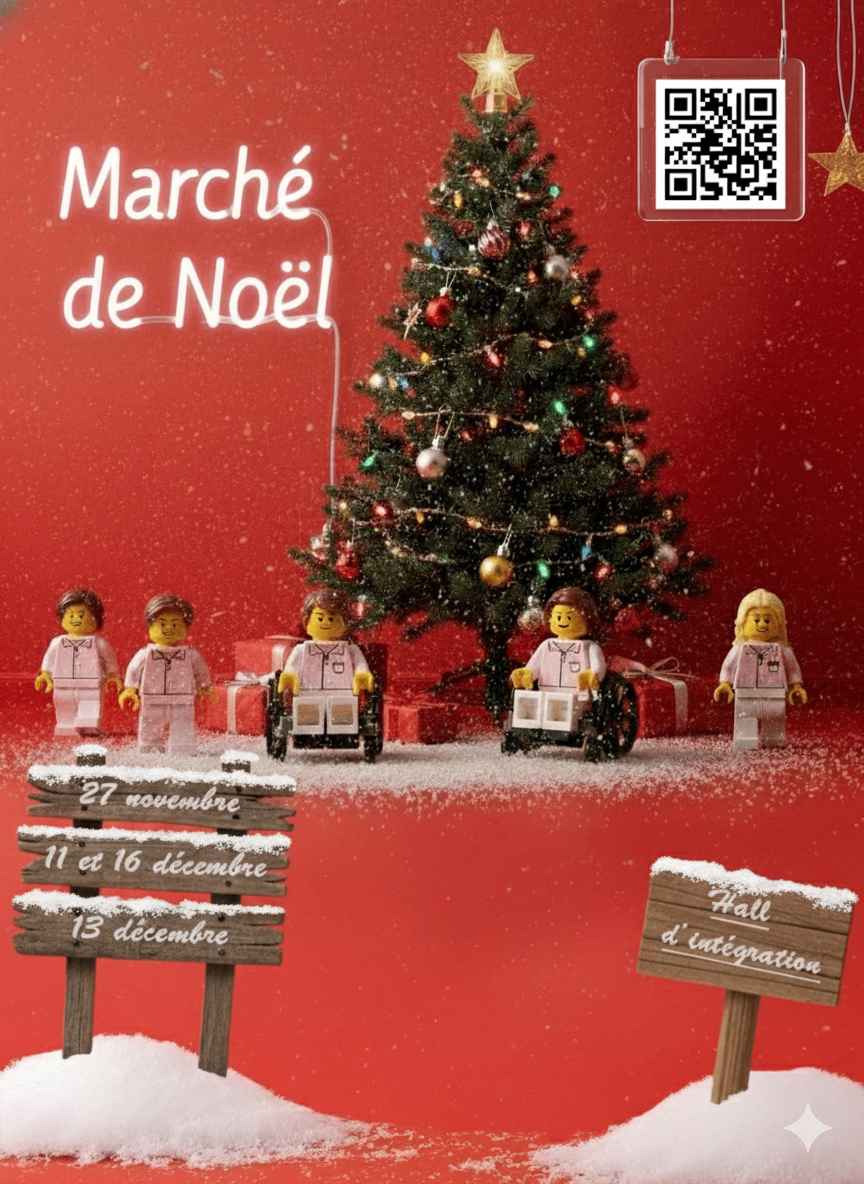 Marché
de Noël
27 novembre
11 et 16 décembre
13 décembre
Hall
d'intégration